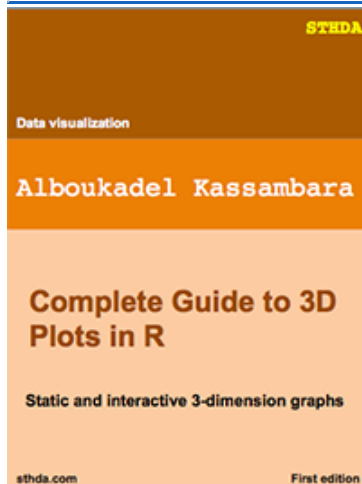 STHDA
Data visualization
Alboukadel Kassambara
Complete Guide to 3D
Plots in R
Static and interactive 3-dimension graphs
sthda.com First edition